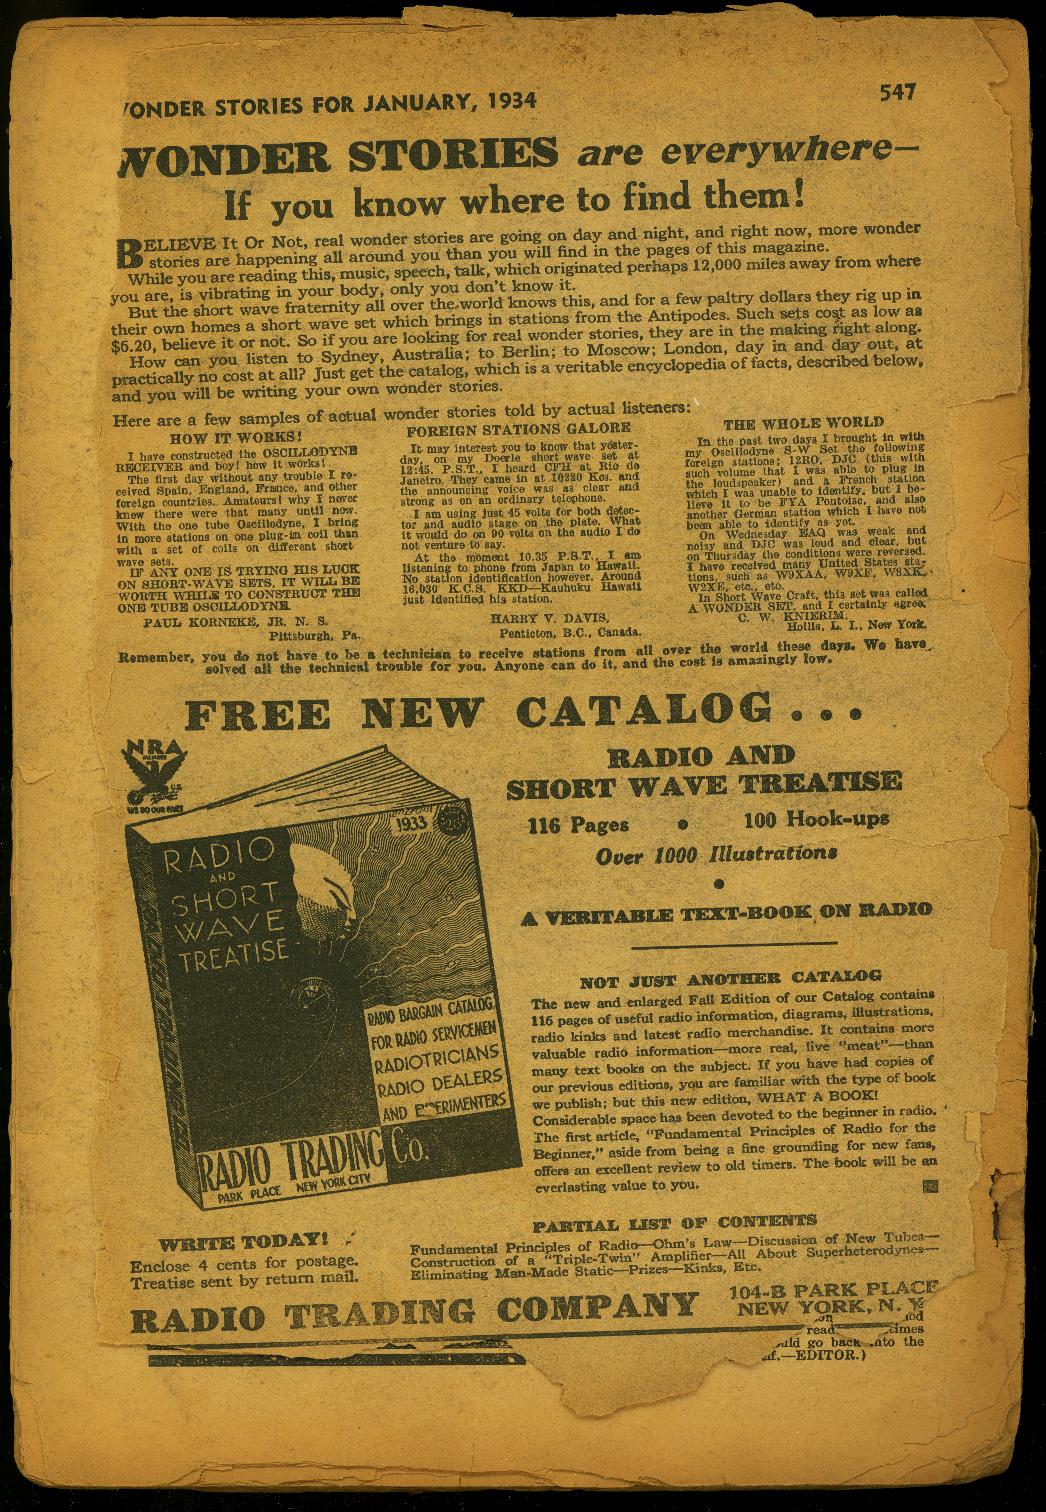 WONDER STORIES FOR JANUARY, 1934
547
WONDER STORIES are everywhere—
If you know where to find them!
BELIEVE It Or Not, real wonder stories are going on day and night, and right now, more wonder
stories are happening all around you than you will find in the pages of this magazine.
While you are reading this, music, speech, talk, which originated perhaps 12,000 miles away from where
you are, is vibrating in your body, only you don't know it.
But the short wave fraternity all over the world knows this, and for a few paltry dollars they rig up in
their own homes a short wave set which brings in stations from the Antipodes. Such sets cost as low as
$6.20, believe it or not. So if you are looking for real wonder stories, they are in the making right along.
How can you listen to Sydney, Australia; to Berlin; to Moscow; London, day in and day out, at
practically no cost at all? Just get the catalog, which is a veritable encyclopedia of facts, described below,
and you will be writing your own wonder stories.
Here are a few samples of actual wonder stories told by actual listeners:
HOW IT WORKS!
I have constructed the OSCILLODYNE
RECEIVER and boy! how it works!
The first day without any trouble I re-
ceived Spain, England, France, and other
foreign countries. Amateurs! why I never
knew there were that many until now.
With the one tube Oscillodyne, I bring
in more stations on one plug-in coil than
with a set of coils on different short
wave sets.
IF ANY ONE IS TRYING HIS LUCK
ON SHORT-WAVE SETS, IT WILL BE
WORTH WHILE TO CONSTRUCT THE
ONE TUBE OSCILLODYNE.
PAUL KORNEKE, JR. N. S.
Pittsburgh, Pa.
FOREIGN STATIONS GALORE
It may interest you to know that yester-
day, on my Doerle short wave set at
12:45. P.S.T., I heard CFH at Rio de
Janeiro. They came in at 10220 Kcs. and
the announcing voice was as clear and
strong as on an ordinary telephone.
I am using just 45 volts for both detec-
tor and audio stage on the plate. What
it would do on 90 volts on the audio I do
not venture to say.
At the moment 10.35 P.S.T., I am
listening to phone from Japan to Hawaii.
No station identification however. Around
16,030 K.C.S. KKD—Kauhuku Hawaii
just identified his station.
HARRY V. DAVIS,
Penticton, B.C., Canada.
THE WHOLE WORLD
In the past two days I brought in with
my Oscillodyne S-W Set the following
foreign stations; 12RO, DJC (this with
such volume that I was able to plug in
the loudspeaker) and a French station
which I was unable to identify, but I be-
lieve it to be FYA Pontoise, and also
another German station which I have not
been able to identify as yet.
On Wednesday EAQ was weak and
noisy and DJC was loud and clear, but
on Thursday the conditions were reversed.
I have received many United States sta-
tions, such as W9XAA, W9XF, W8XK,
W2XE, etc., etc.
In Short Wave Craft, this set was called
A WONDER SET, and I certainly agree.
C. W. KNIERIM,
Hollis, L. I., New York.
Remember, you do not have to be a technician to receive stations from all over the world these days. We have
solved all the technical trouble for you. Anyone can do it, and the cost is amazingly low.
FREE NEW CATALOG...
NRA
MEMBER
U.S.
WE DO OUR PART
1933
RADIO
AND
SHORT
WAVE
TREATISE
RADIO BARGAIN CATALOG
FOR RADIO SERVICEMEN
RADIOTRICIANS
RADIO DEALERS
AND EXPERIMENTERS
RADIO TRADING Co.
PARK PLACE NEW YORK CITY
RADIO AND
SHORT WAVE TREATISE
116 Pages • 100 Hook-ups
Over 1000 Illustrations
•
A VERITABLE TEXT-BOOK ON RADIO
NOT JUST ANOTHER CATALOG
The new and enlarged Fall Edition of our Catalog contains
116 pages of useful radio information, diagrams, illustrations,
radio kinks and latest radio merchandise. It contains more
valuable radio information—more real, live "meat"—than
many text books on the subject. If you have had copies of
our previous editions, you are familiar with the type of book
we publish; but this new edition, WHAT A BOOK!
Considerable space has been devoted to the beginner in radio.
The first article, "Fundamental Principles of Radio for the
Beginner," aside from being a fine grounding for new fans,
offers an excellent review to old timers. The book will be an
everlasting value to you.
WRITE TODAY!
Enclose 4 cents for postage.
Treatise sent by return mail.
PARTIAL LIST OF CONTENTS
Fundamental Principles of Radio—Ohm's Law—Discussion of New Tubes—
Construction of a "Triple-Twin" Amplifier—All About Superheterodynes—
Eliminating Man-Made Static—Prizes—Kinks, Etc.
RADIO TRADING COMPANY
104-B PARK PLACE
NEW YORK, N. Y.
read times
go back into the
—EDITOR.)